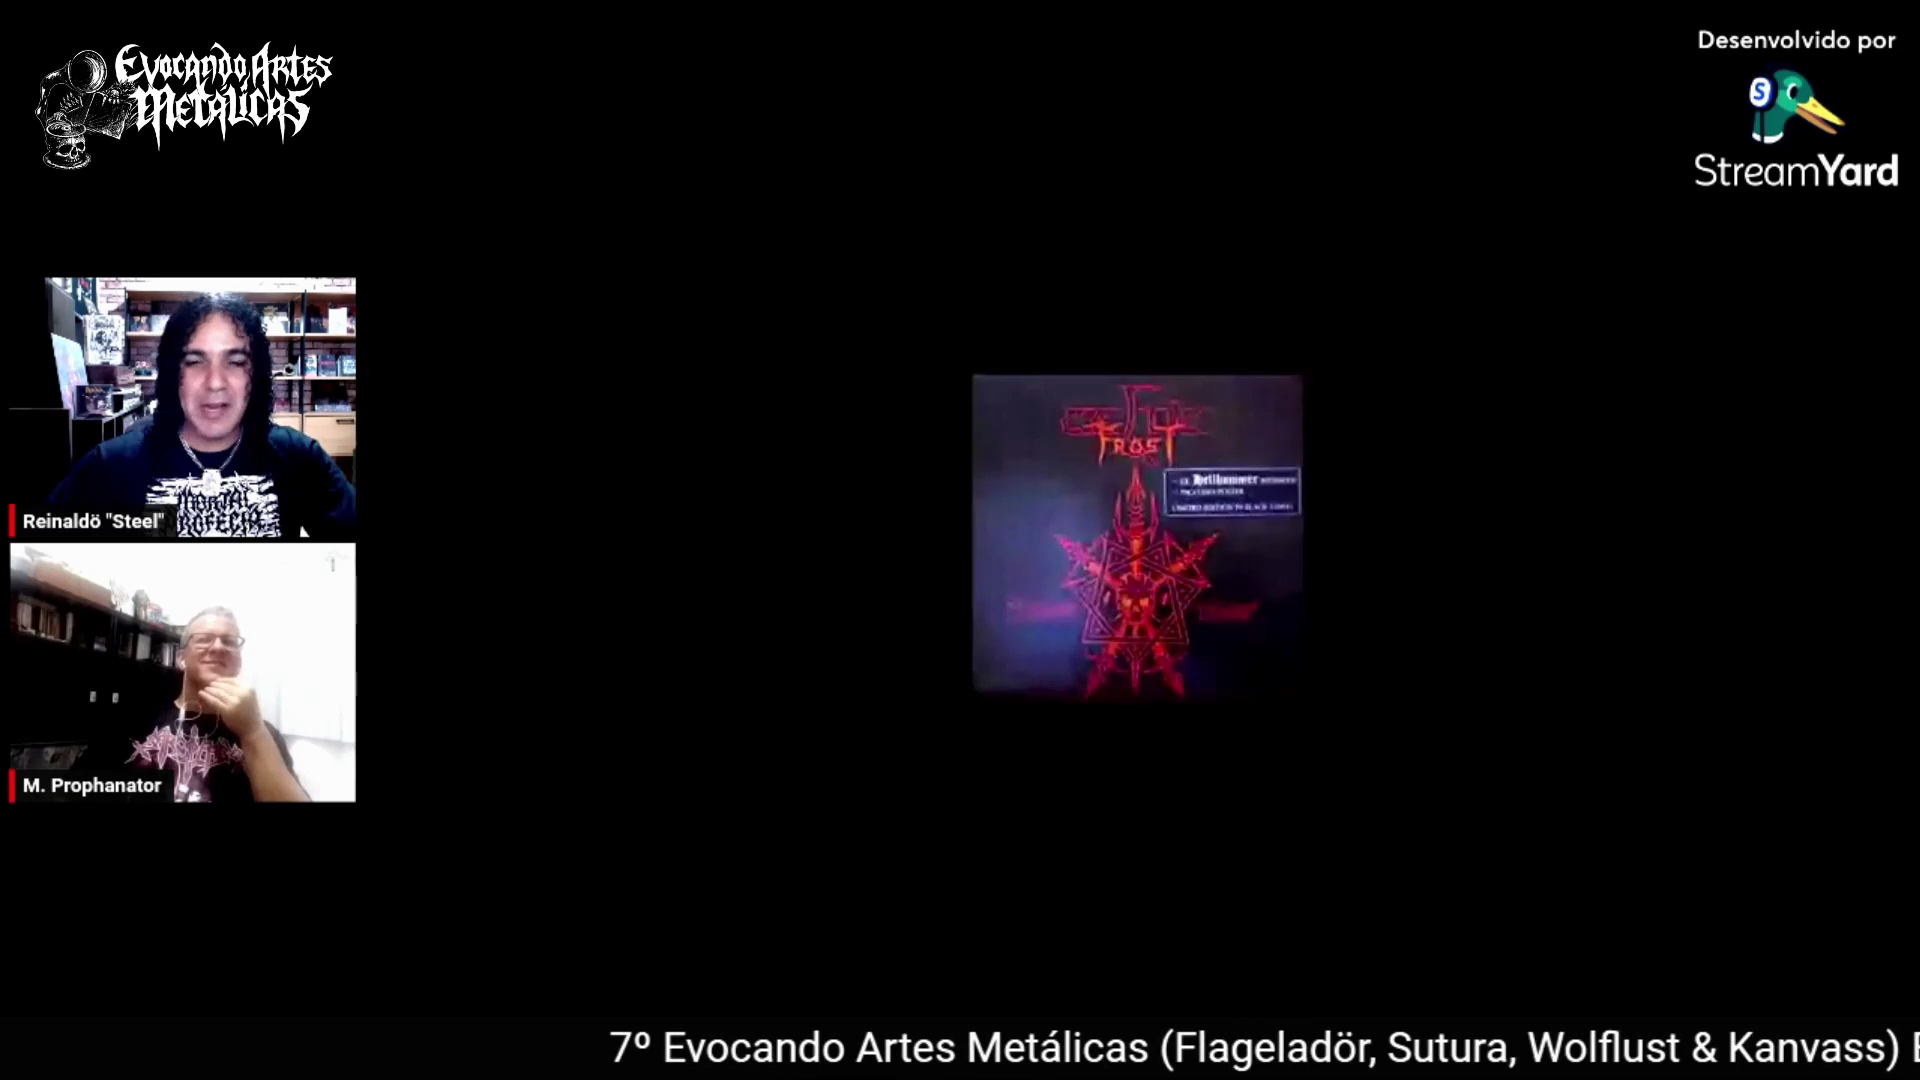 Evocando Artes
Metálicas
Desenvolvido por
StreamYard
Reinaldö "Steel"
M. Prophanator
FROST
Hellhammer
7º Evocando Artes Metálicas (Flageladör, Sutura, Wolflust & Kanvass)